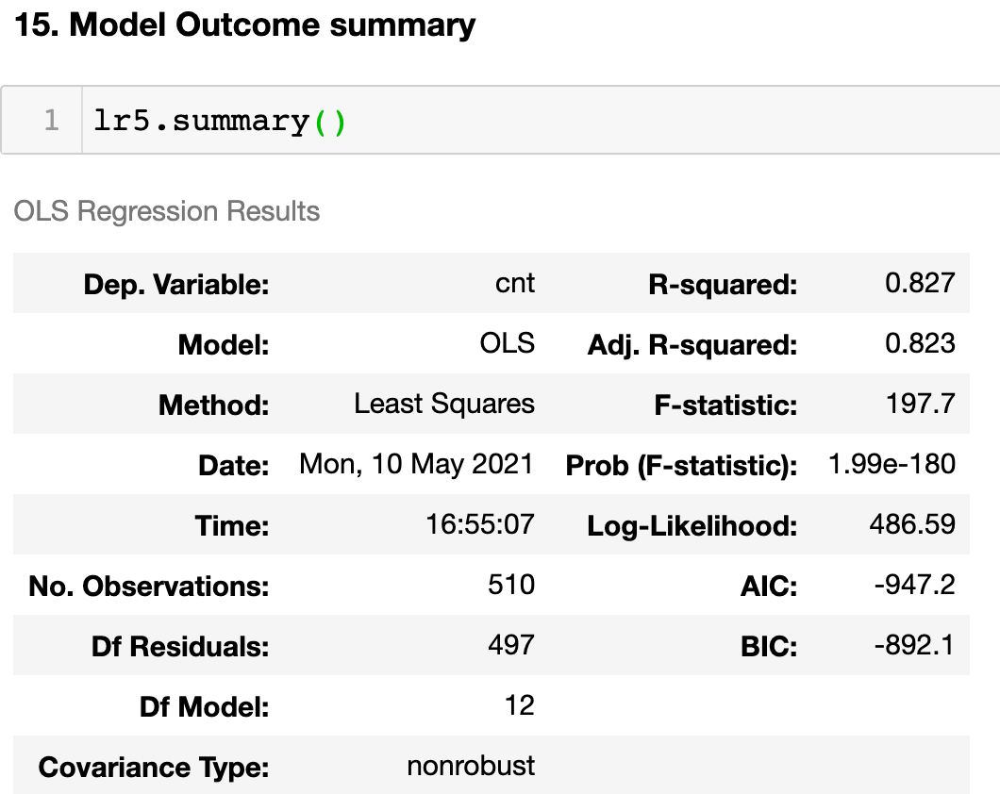 15. Model Outcome summary
1 lr5.summary()
OLS Regression Results
Dep. Variable: cnt R-squared: 0.827
Model: OLS Adj. R-squared: 0.823
Method: Least Squares F-statistic: 197.7
Date: Mon, 10 May 2021 Prob (F-statistic): 1.99e-180
Time: 16:55:07 Log-Likelihood: 486.59
No. Observations: 510 AIC: -947.2
Df Residuals: 497 BIC: -892.1
Df Model: 12
Covariance Type: nonrobust